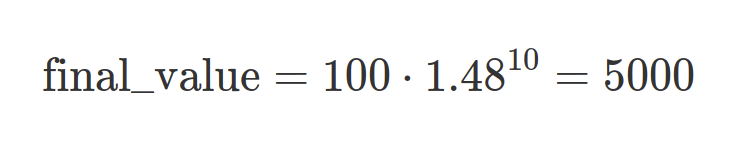 final_value = 100 · 1.48^10 = 5000